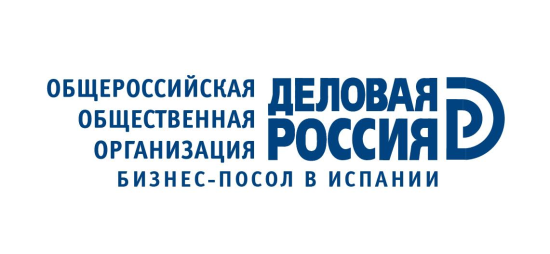 ОБЩЕРОССИЙСКАЯ
ОБЩЕСТВЕННАЯ
ОРГАНИЗАЦИЯ
ДЕЛОВАЯ
РОССИЯ
БИЗНЕС-ПОСОЛ В ИСПАНИИ